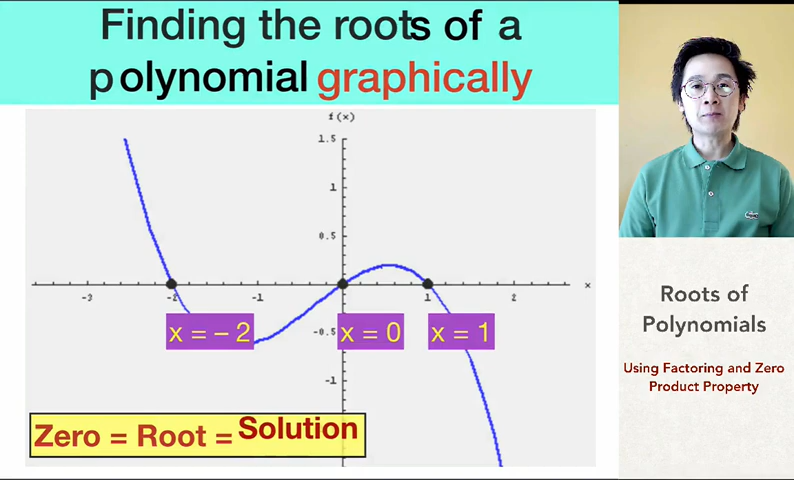 Finding the roots of a
polynomial graphically
f(x)
1.5
1
0.5
-3
-2
-1
1
2
x
x = – 2
-0.5
x = 0
x = 1
-1
Zero = Root = Solution
Roots of
Polynomials
Using Factoring and Zero
Product Property